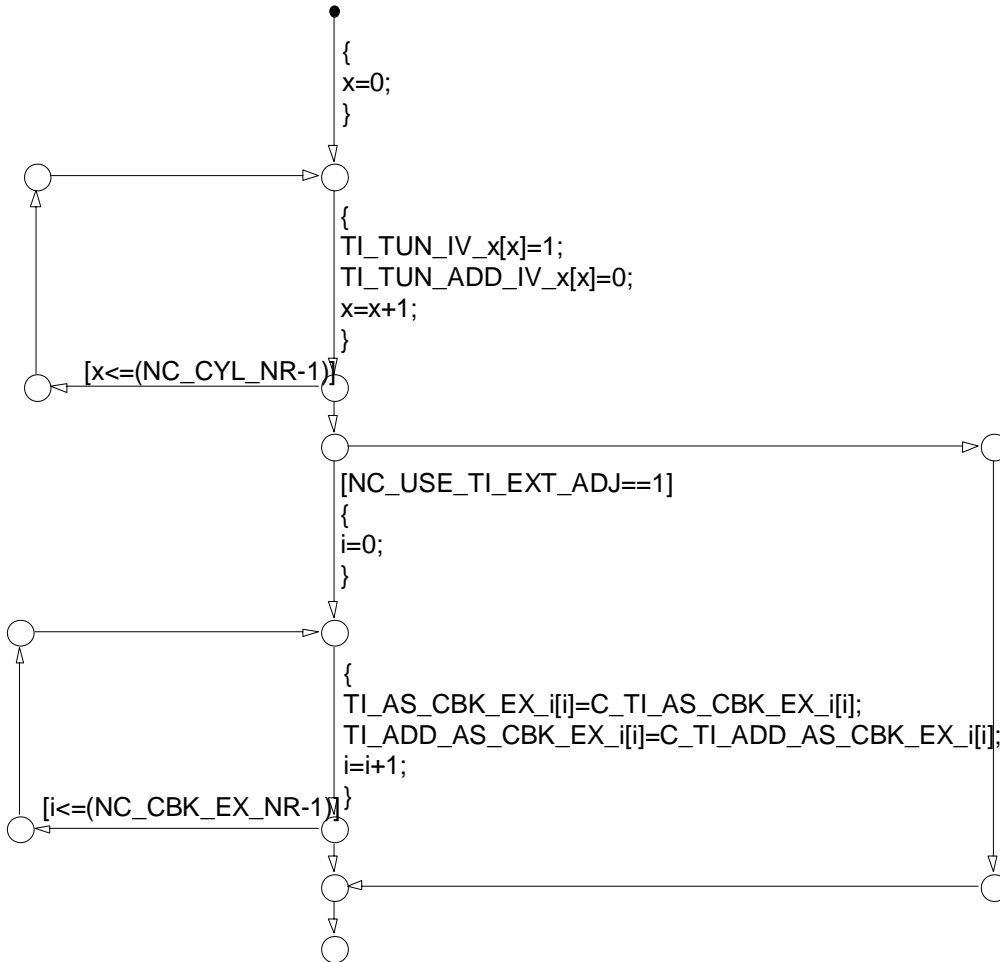 {
x=0;
}
{
TI_TUN_IV_x[x]=1;
TI_TUN_ADD_IV_x[x]=0;
x=x+1;
}
[x<=(NC_CYL_NR-1)]
[NC_USE_TI_EXT_ADJ==1]
{
i=0;
}
{
TI_AS_CBK_EX_i[i]=C_TI_AS_CBK_EX_i[i];
TI_ADD_AS_CBK_EX_i[i]=C_TI_ADD_AS_CBK_EX_i[i];
i=i+1;
}
[i<=(NC_CBK_EX_NR-1)]